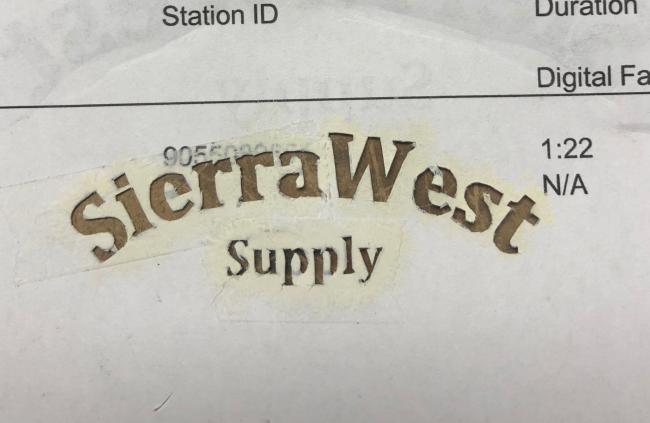 Station ID
Duration
Digital Fa
1:22
N/A
SierraWest
Supply